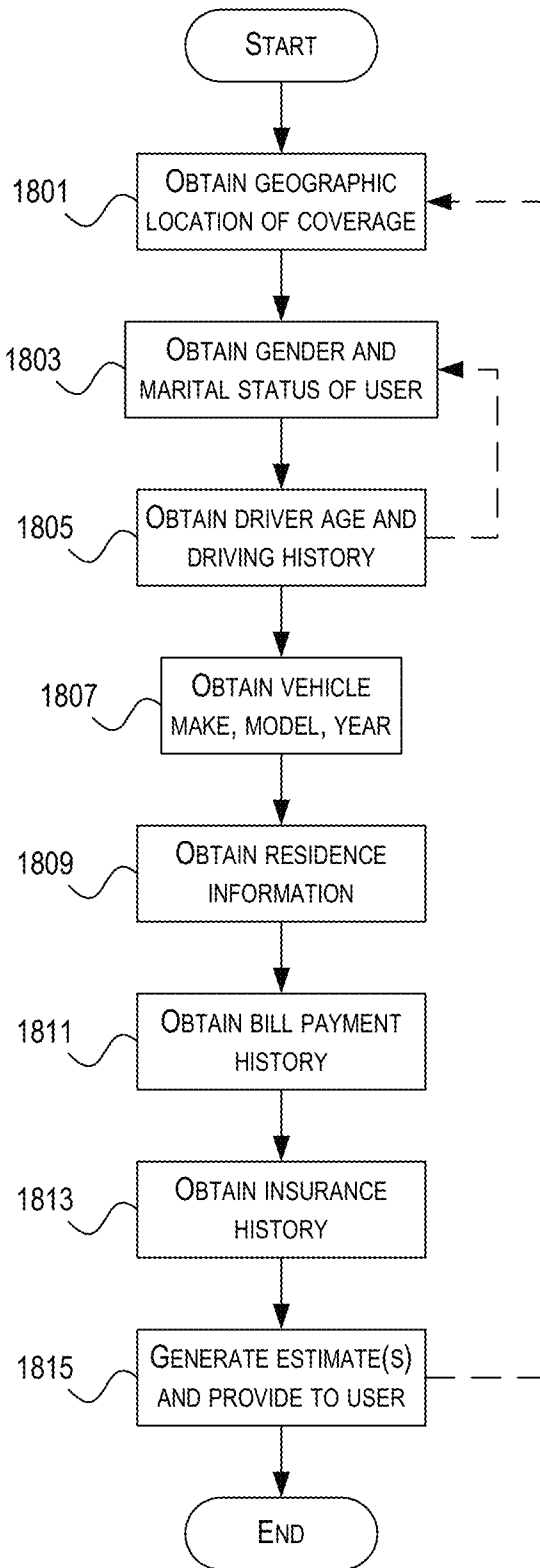 START
1801
OBTAIN GEOGRAPHIC
LOCATION OF COVERAGE
1803
OBTAIN GENDER AND
MARITAL STATUS OF USER
1805
OBTAIN DRIVER AGE AND
DRIVING HISTORY
1807
OBTAIN VEHICLE
MAKE, MODEL, YEAR
1809
OBTAIN RESIDENCE
INFORMATION
1811
OBTAIN BILL PAYMENT
HISTORY
1813
OBTAIN INSURANCE
HISTORY
1815
GENERATE ESTIMATE(S)
AND PROVIDE TO USER
END